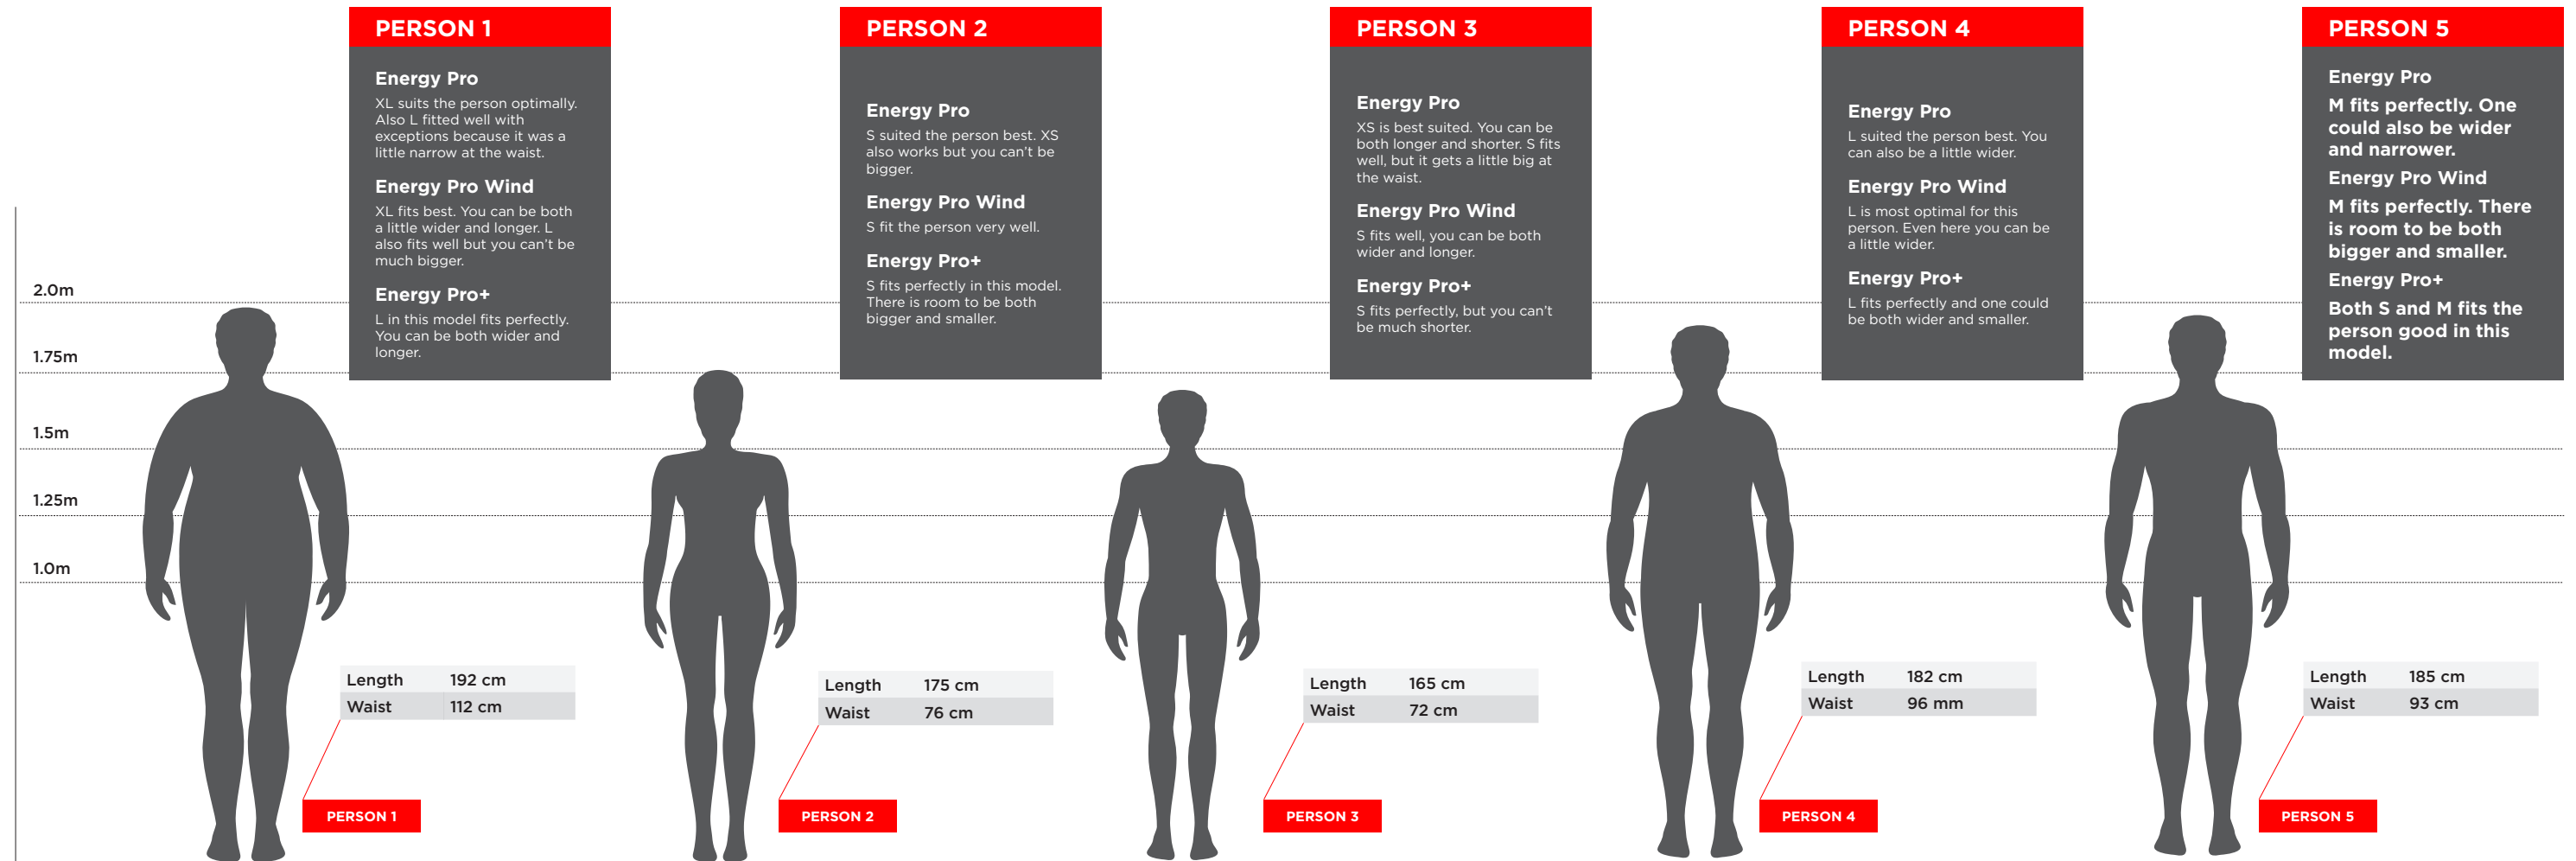 PERSON 1
Energy Pro
XL suits the person optimally.
Also L fitted well with
exceptions because it was a
little narrow at the waist.
Energy Pro Wind
XL fits best. You can be both
a little wider and longer. L
also fits well but you can't be
much bigger.
Energy Pro+
L in this model fits perfectly.
You can be both wider and
longer.
PERSON 2
Energy Pro
S suited the person best. XS
also works but you can't be
bigger.
Energy Pro Wind
S fit the person very well.
Energy Pro+
S fits perfectly in this model.
There is room to be both
bigger and smaller.
PERSON 3
Energy Pro
XS is best suited. You can be
both longer and shorter. S fits
well, but it gets a little big at
the waist.
Energy Pro Wind
S fits well, you can be both
wider and longer.
Energy Pro+
S fits perfectly, but you can't
be much shorter.
PERSON 4
Energy Pro
L suited the person best. You
can also be a little wider.
Energy Pro Wind
L is most optimal for this
person. Even here you can be
a little wider.
Energy Pro+
L fits perfectly and one could
be both wider and smaller.
PERSON 5
Energy Pro
M fits perfectly. One
could also be wider
and narrower.
Energy Pro Wind
M fits perfectly. There
is room to be both
bigger and smaller.
Energy Pro+
Both S and M fits the
person good in this
model.
2.0m
1.75m
1.5m
1.25m
1.0m
Length 192 cm
Waist 112 cm
PERSON 1
Length 175 cm
Waist 76 cm
PERSON 2
Length 165 cm
Waist 72 cm
PERSON 3
Length 182 cm
Waist 96 mm
PERSON 4
Length 185 cm
Waist 93 cm
PERSON 5